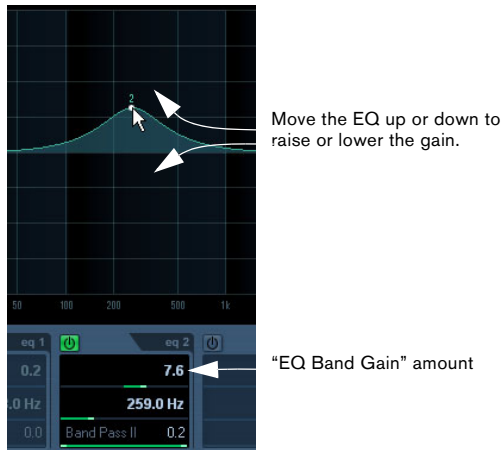 2
Move the EQ up or down to
raise or lower the gain.
50 100 200 500 1k
eq 1 eq 2
0.2 7.6
“EQ Band Gain” amount
.0 Hz 259.0 Hz
0.0 Band Pass II 0.2